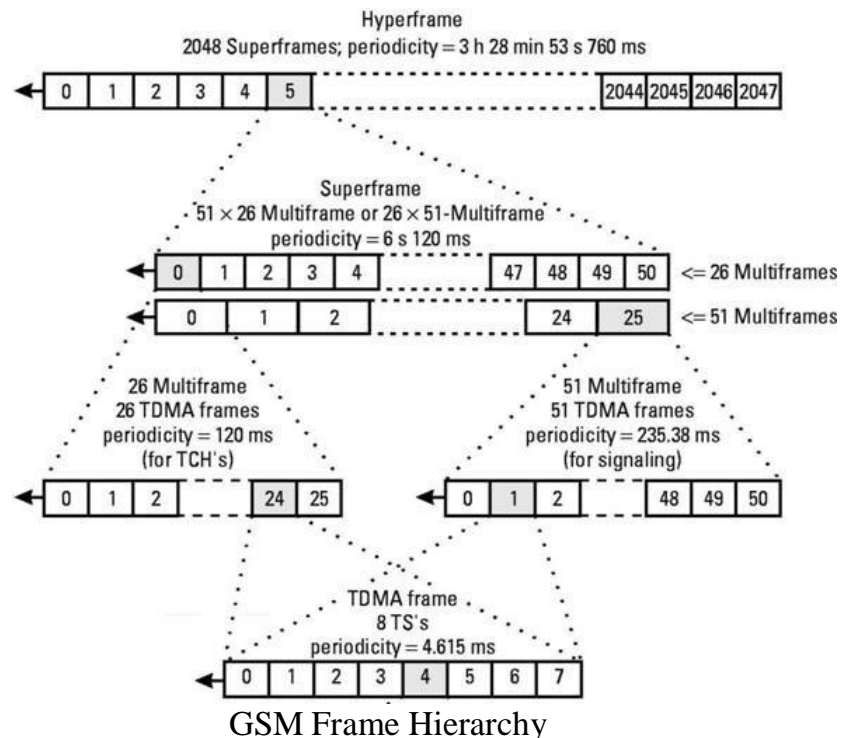 Hyperframe
2048 Superframes; periodicity = 3 h 28 min 53 s 760 ms
0 1 2 3 4 5 2044 2045 2046 2047
Superframe
51 × 26 Multiframe or 26 × 51-Multiframe
periodicity = 6 s 120 ms
0 1 2 3 4 47 48 49 50 <= 26 Multiframes
0 1 2 24 25 <= 51 Multiframes
26 Multiframe
26 TDMA frames
periodicity = 120 ms
(for TCH's)
51 Multiframe
51 TDMA frames
periodicity = 235.38 ms
(for signaling)
0 1 2 24 25
0 1 2 48 49 50
TDMA frame
8 TS's
periodicity = 4.615 ms
0 1 2 3 4 5 6 7
GSM Frame Hierarchy